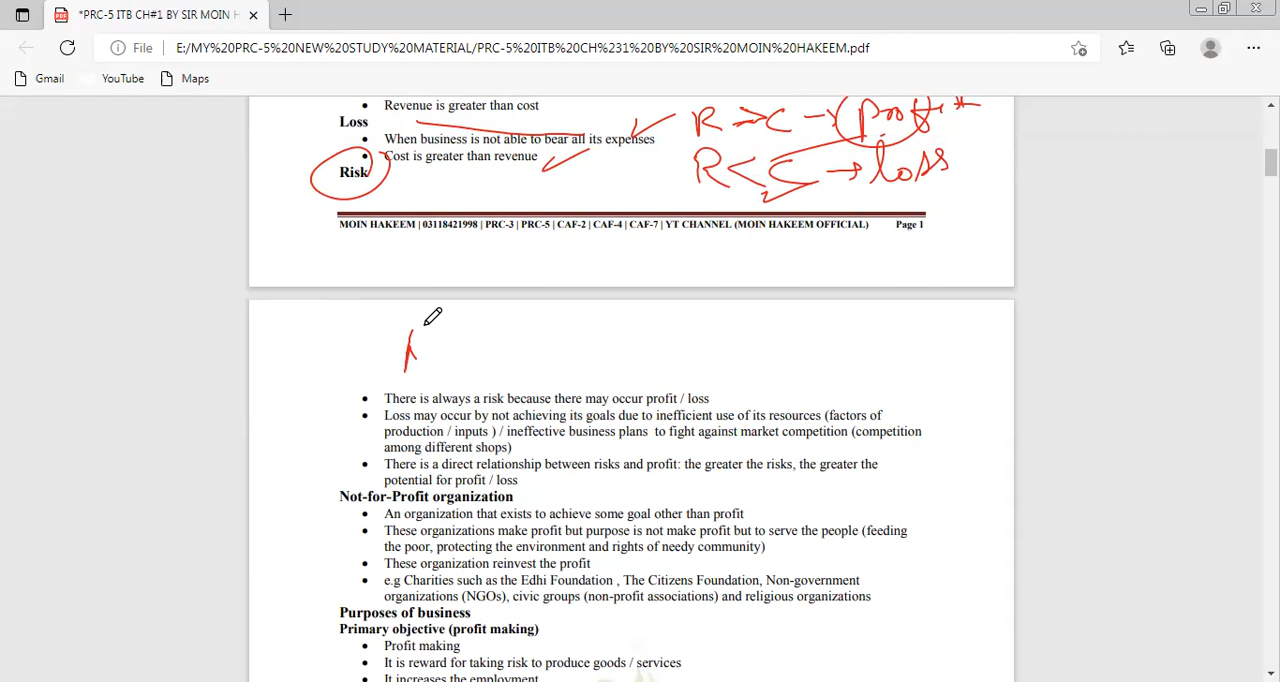 *PRC-5 ITB CH#1 BY SIR MOIN H
File
E:/MY%20PRC-5%20NEW%20STUDY%20MATERIAL/PRC-5%20ITB%20CH%231%20BY%20SIR%20MOIN%20HAKEEM.pdf
Gmail YouTube Maps
• Revenue is greater than cost
Loss
• When business is not able to bear all its expenses
• Cost is greater than revenue
Risk
R > C → Profit *
R < C → loss
MOIN HAKEEM | 03118421998 | PRC-3 | PRC-5 | CAF-2 | CAF-4 | CAF-7 | YT CHANNEL (MOIN HAKEEM OFFICIAL) Page 1
• There is always a risk because there may occur profit / loss
• Loss may occur by not achieving its goals due to inefficient use of its resources (factors of
production / inputs ) / ineffective business plans to fight against market competition (competition
among different shops)
• There is a direct relationship between risks and profit: the greater the risks, the greater the
potential for profit / loss
Not-for-Profit organization
• An organization that exists to achieve some goal other than profit
• These organizations make profit but purpose is not make profit but to serve the people (feeding
the poor, protecting the environment and rights of needy community)
• These organization reinvest the profit
• e.g Charities such as the Edhi Foundation , The Citizens Foundation, Non-government
organizations (NGOs), civic groups (non-profit associations) and religious organizations
Purposes of business
Primary objective (profit making)
• Profit making
• It is reward for taking risk to produce goods / services
• It increases the employment